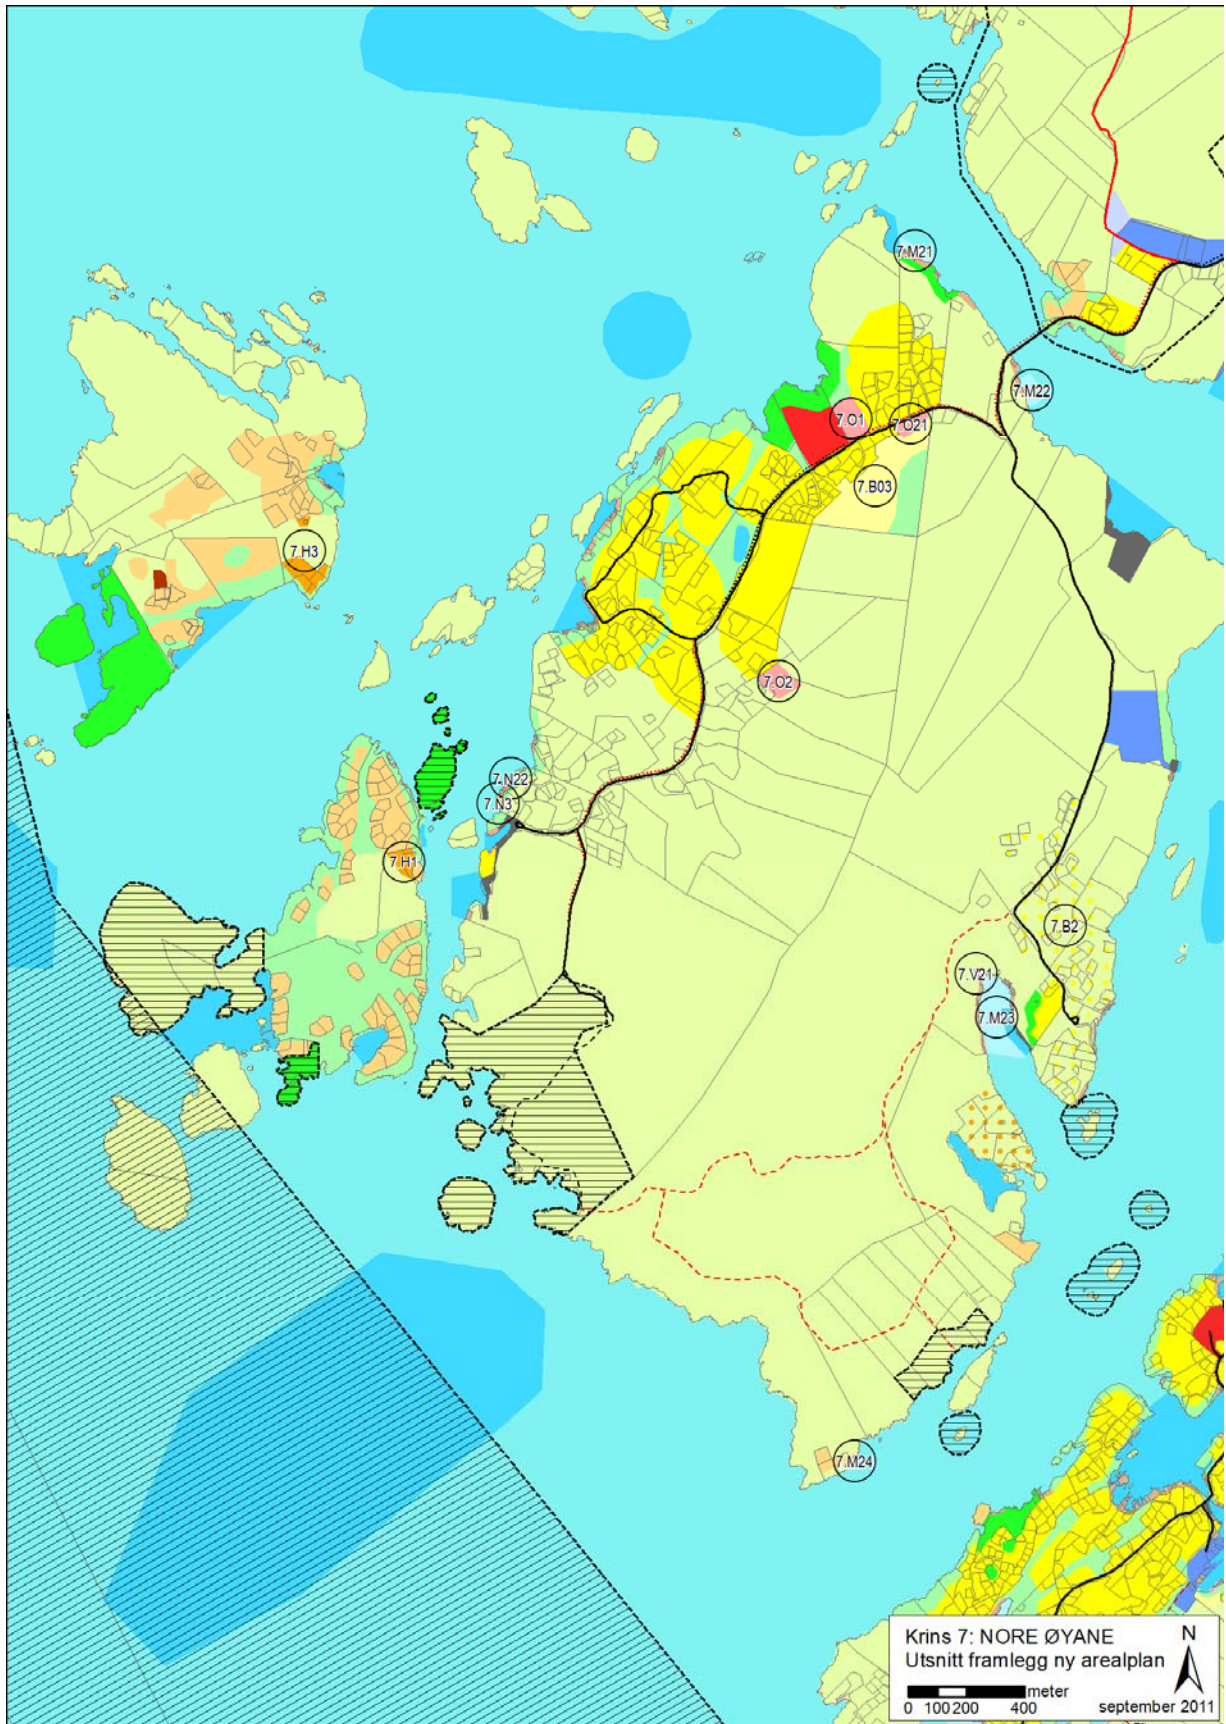 7.M21
7.M22
7.O1
7.O21
7.B03
7.H3
7.O2
7.N22
7.N3
7.H1
7.B2
7.V21
7.M23
7.M24
Krins 7: NORE ØYANE
N
Utsnitt framlegg ny arealplan
meter
0 100 200 400
september 2011